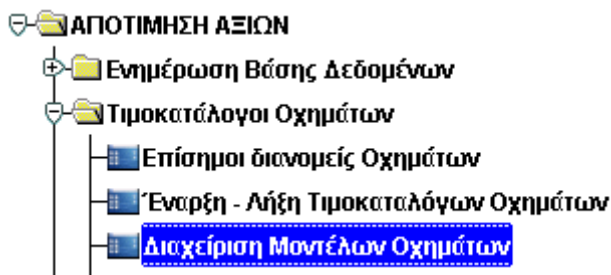 ΑΠΟΤΙΜΗΣΗ ΑΞΙΩΝ
Ενημέρωση Βάσης Δεδομένων
Τιμοκατάλογοι Οχημάτων
Επίσημοι διανομείς Οχημάτων
Έναρξη - Λήξη Τιμοκαταλόγων Οχημάτων
Διαχείριση Μοντέλων Οχημάτων